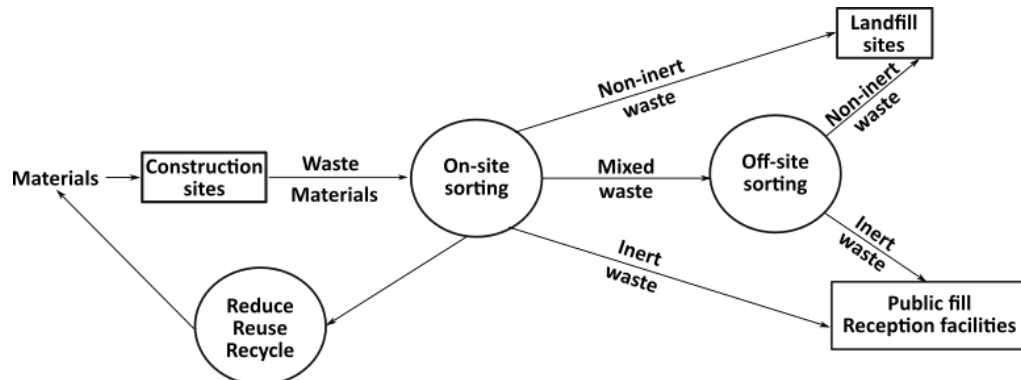 Landfill
sites
Non-inert
waste
Non-inert
waste
Materials
Construction
sites
Waste
Materials
On-site
sorting
Mixed
waste
Off-site
sorting
Inert
waste
Inert
waste
Reduce
Reuse
Recycle
Public fill
Reception facilities